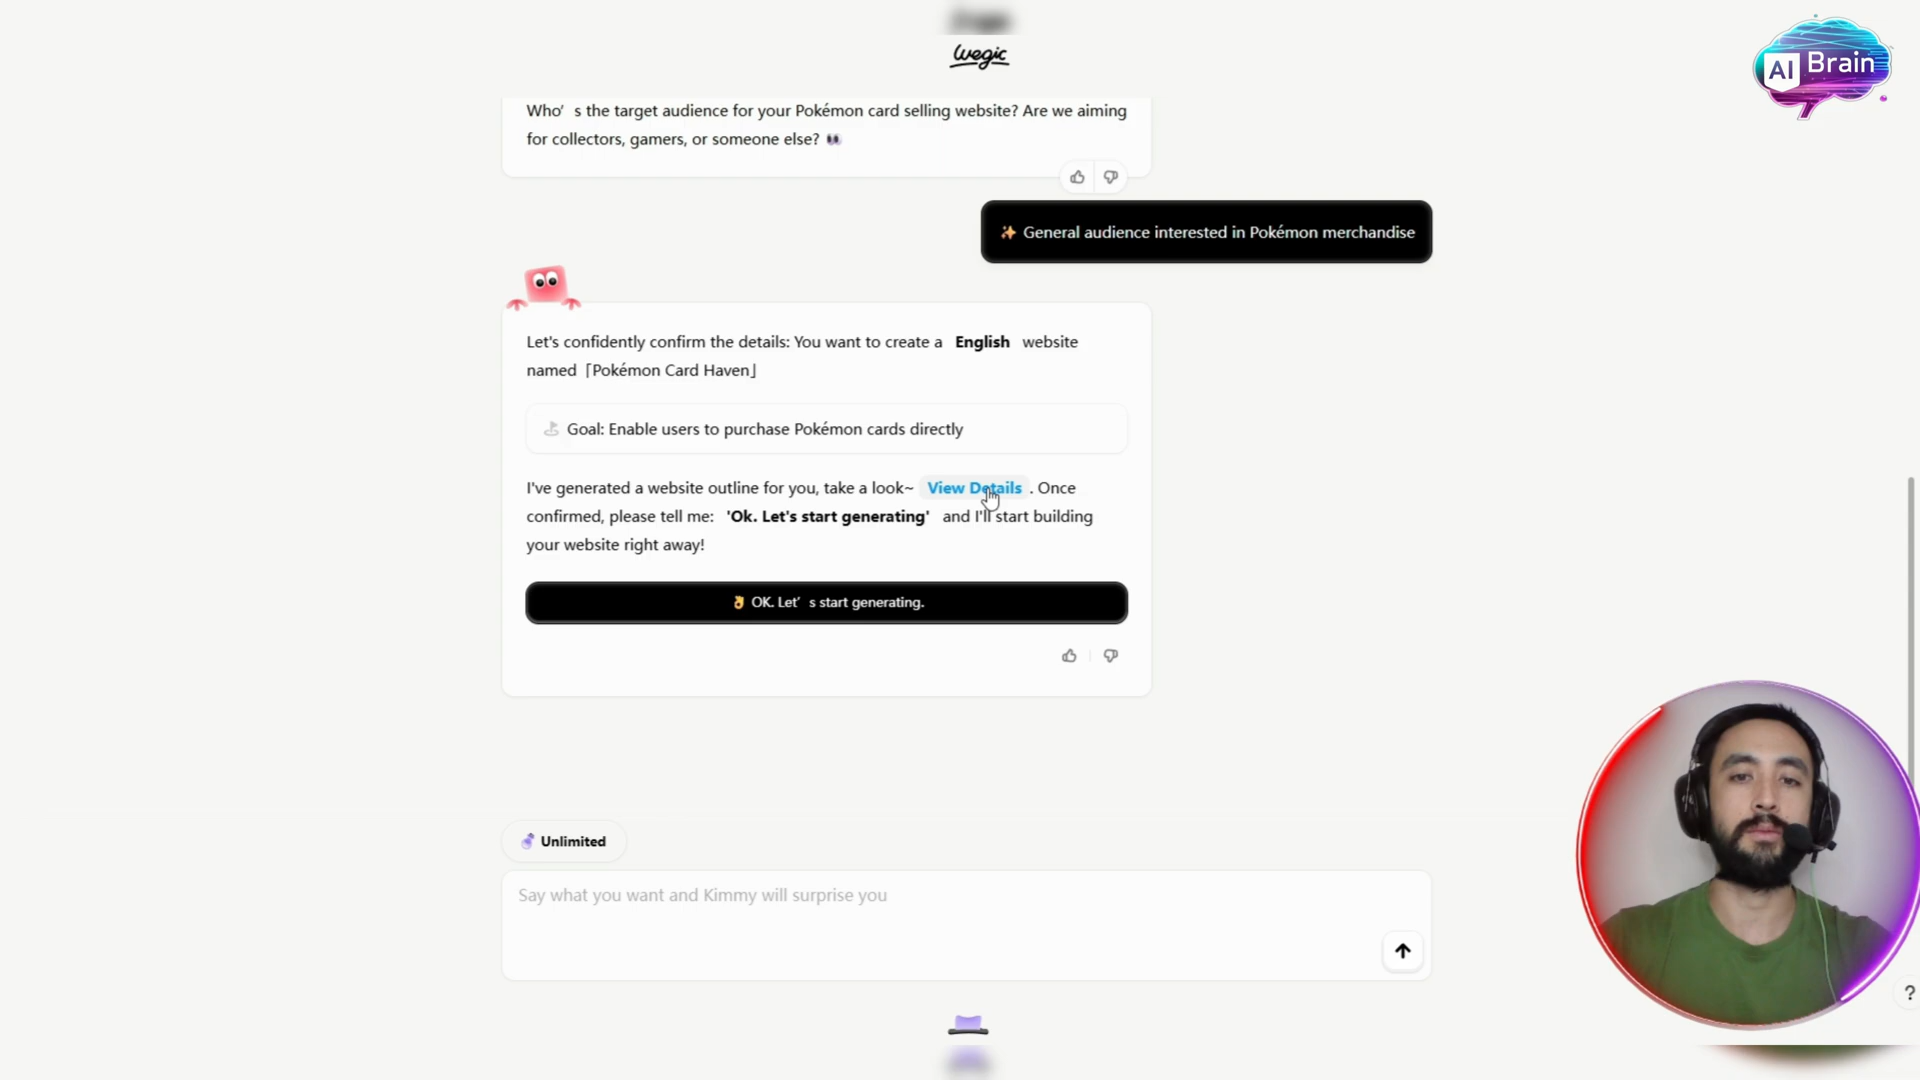 Wegic
AI Brain
Who's the target audience for your Pokémon card selling website? Are we aiming
for collectors, gamers, or someone else? 👀
✨ General audience interested in Pokémon merchandise
Let's confidently confirm the details: You want to create a English website
named「Pokémon Card Haven」
Goal: Enable users to purchase Pokémon cards directly
I've generated a website outline for you, take a look~ View Details . Once
confirmed, please tell me: 'Ok. Let's start generating' and I'll start building
your website right away!
👌 OK. Let's start generating.
Unlimited
Say what you want and Kimmy will surprise you
?